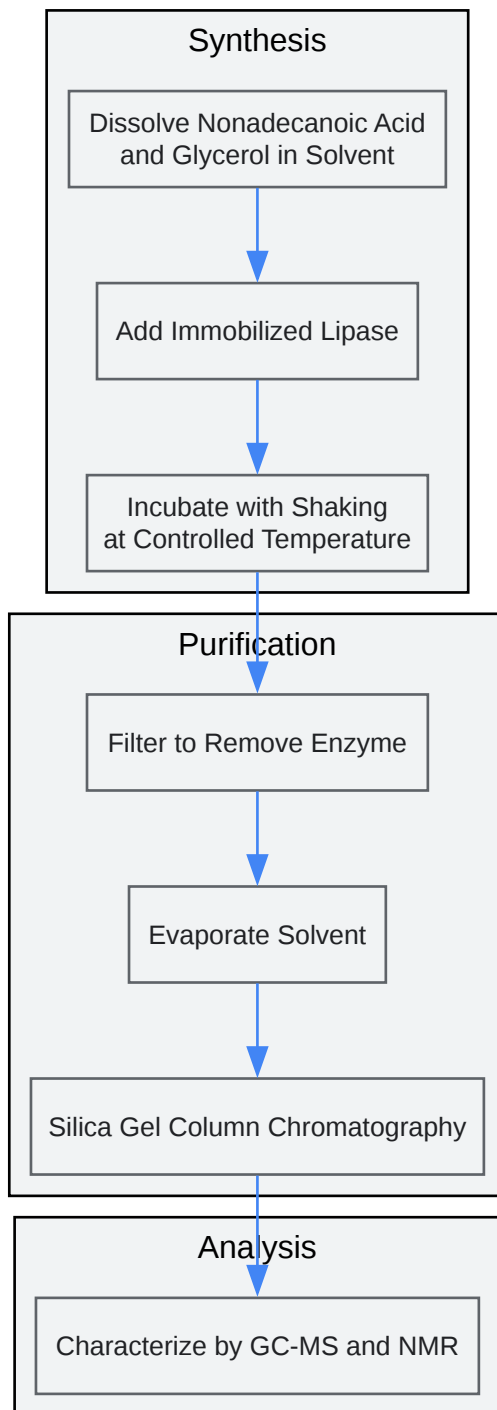 Synthesis
Dissolve Nonadecanoic Acid
and Glycerol in Solvent
Add Immobilized Lipase
Incubate with Shaking
at Controlled Temperature
Purification
Filter to Remove Enzyme
Evaporate Solvent
Silica Gel Column Chromatography
Analysis
Characterize by GC-MS and NMR